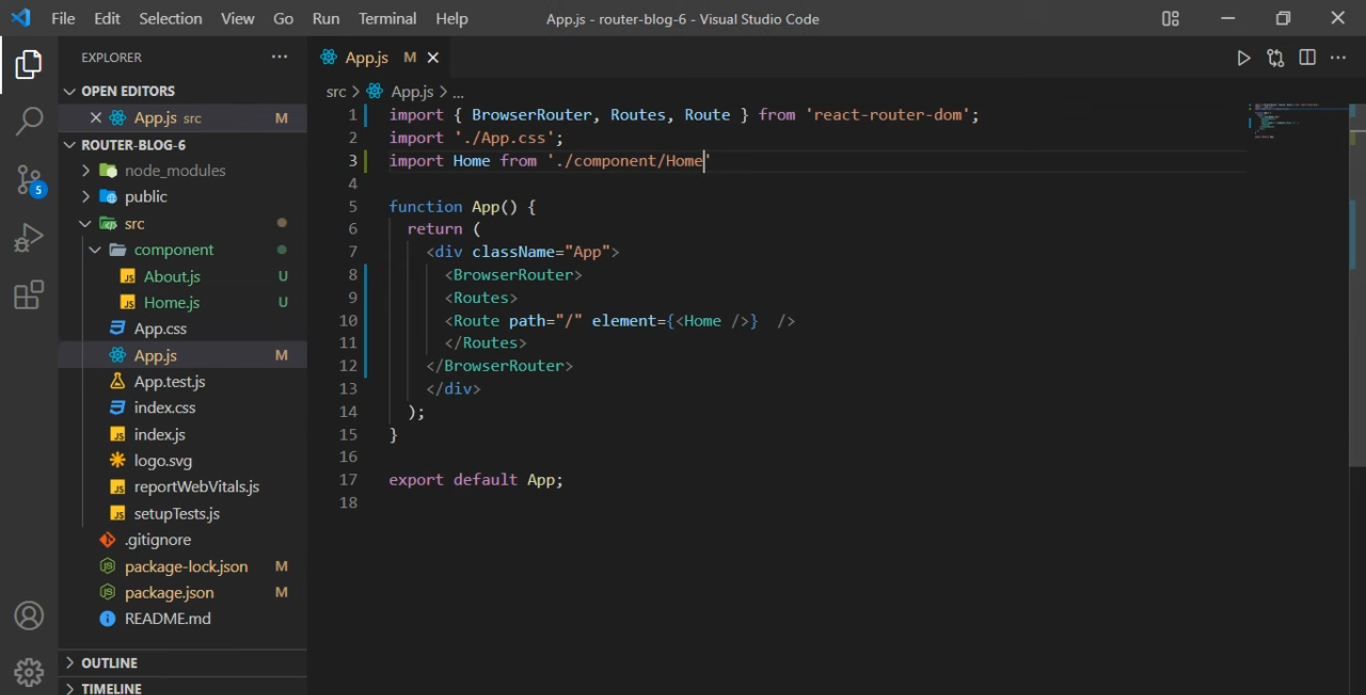 File Edit Selection View Go Run Terminal Help App.js - router-blog-6 - Visual Studio Code
EXPLORER
OPEN EDITORS
App.js src M
ROUTER-BLOG-6
node_modules
public
src
component
About.js U
Home.js U
App.css
App.js M
App.test.js
index.css
index.js
logo.svg
reportWebVitals.js
setupTests.js
.gitignore
package-lock.json M
package.json M
README.md
OUTLINE
TIMELINE
5
App.js M
src > App.js > ...
1 import { BrowserRouter, Routes, Route } from 'react-router-dom';
2 import './App.css';
3 import Home from './component/Home'
4
5 function App() {
6 return (
7 <div className="App">
8 <BrowserRouter>
9 <Routes>
10 <Route path="/" element={<Home />} />
11 </Routes>
12 </BrowserRouter>
13 </div>
14 );
15 }
16
17 export default App;
18